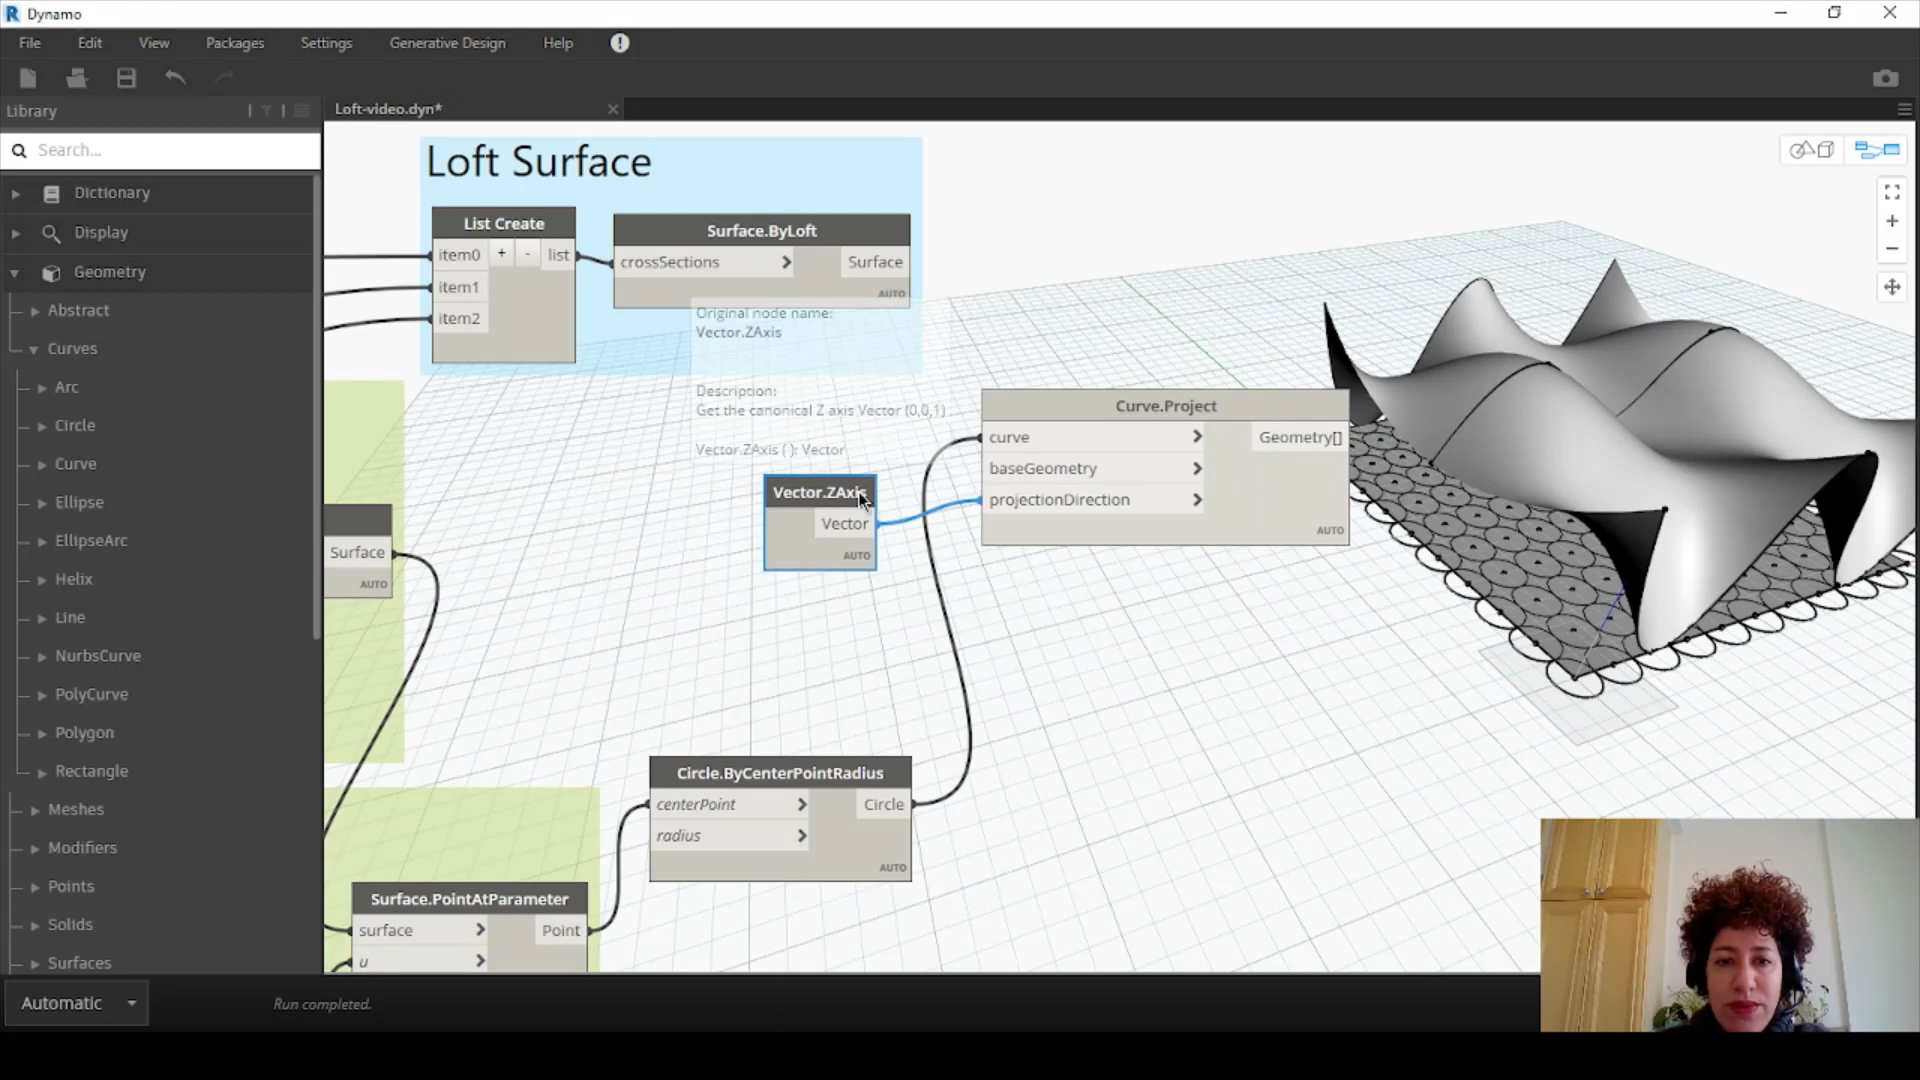 Dynamo
File Edit View Packages Settings Generative Design Help
Library
Loft-video.dyn*
Search...
Dictionary
Display
Geometry
Abstract
Curves
Arc
Circle
Curve
Ellipse
EllipseArc
Helix
Line
NurbsCurve
PolyCurve
Polygon
Rectangle
Meshes
Modifiers
Points
Solids
Surfaces
Automatic
Run completed.
Loft Surface
List Create
item0 + - list
item1
item2
Surface.ByLoft
crossSections > Surface
AUTO
Original node name:
Vector.ZAxis
Description:
Get the canonical Z axis Vector (0,0,1)
Vector.ZAxis ( ): Vector
Vector.ZAxis
Vector
AUTO
Curve.Project
curve > Geometry[]
baseGeometry >
projectionDirection >
AUTO
Surface
AUTO
Circle.ByCenterPointRadius
centerPoint > Circle
radius >
AUTO
Surface.PointAtParameter
surface > Point
u >